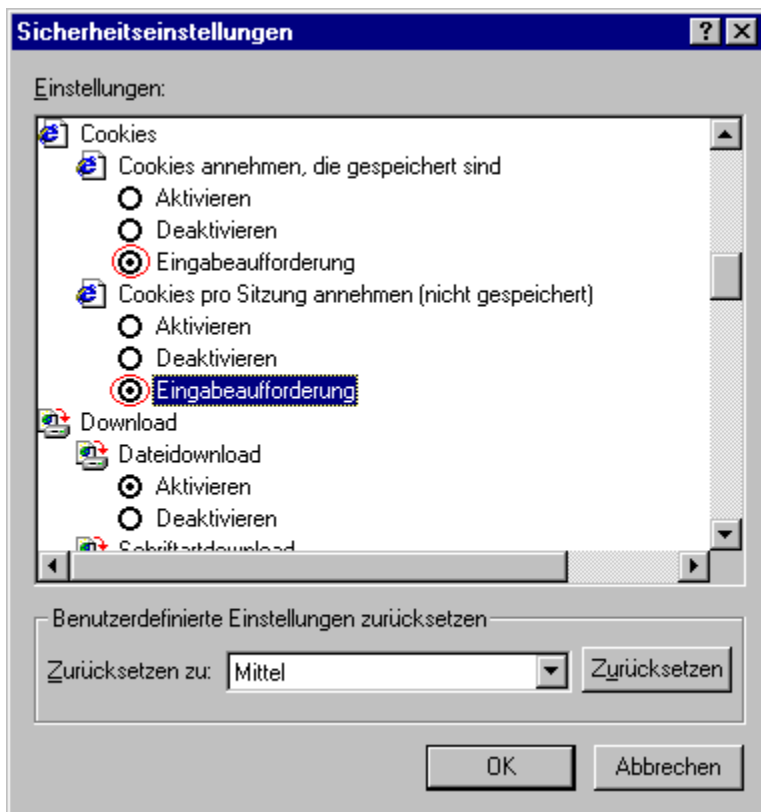 Sicherheitseinstellungen
Einstellungen:
Cookies
Cookies annehmen, die gespeichert sind
Aktivieren
Deaktivieren
Eingabeaufforderung
Cookies pro Sitzung annehmen (nicht gespeichert)
Aktivieren
Deaktivieren
Eingabeaufforderung
Download
Dateidownload
Aktivieren
Deaktivieren
Schriftartdownload
Benutzerdefinierte Einstellungen zurücksetzen
Zurücksetzen zu: Mittel Zurücksetzen
OK Abbrechen